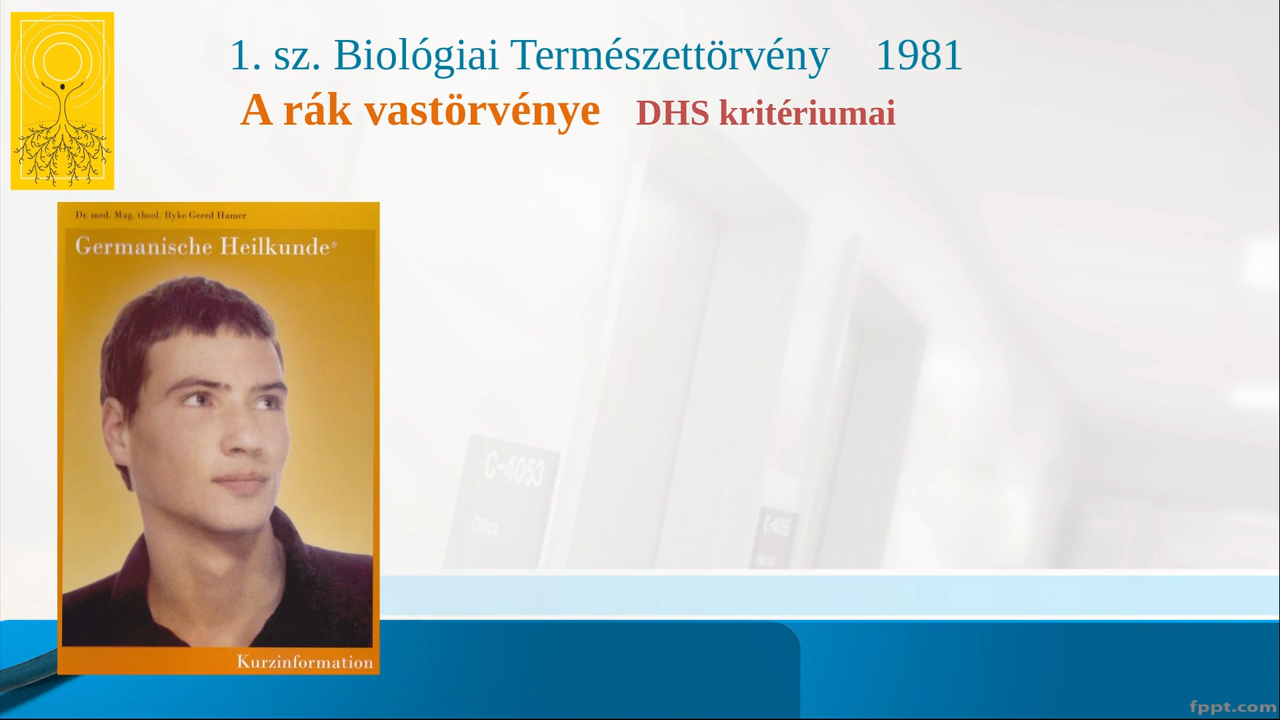 1. sz. Biológiai Természettörvény 1981
A rák vastörvénye DHS kritériumai
Dr. med. Mag. theol. Ryke Geerd Hamer
Germanische Heilkunde®
C-4053
Office
C-4055
Kurzinformation
fppt.com